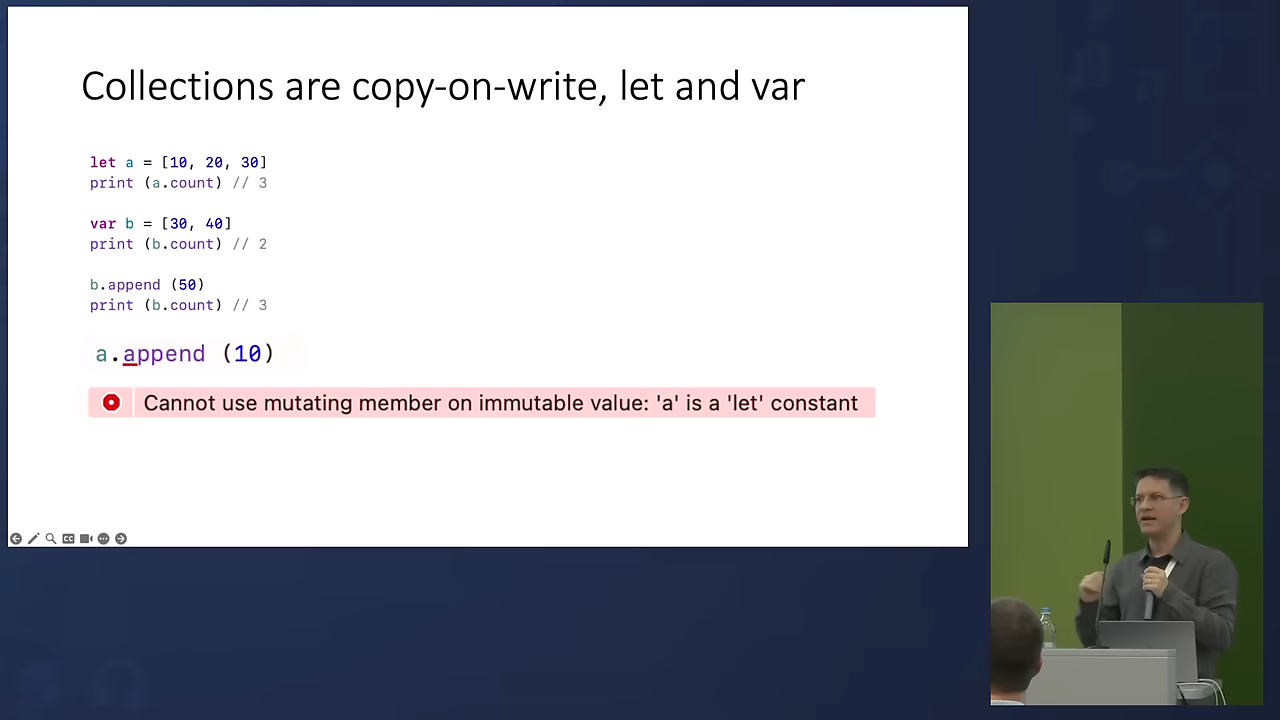 Collections are copy-on-write, let and var
let a = [10, 20, 30]
print (a.count) // 3
var b = [30, 40]
print (b.count) // 2
b.append (50)
print (b.count) // 3
a.append (10)
Cannot use mutating member on immutable value: 'a' is a 'let' constant
CC